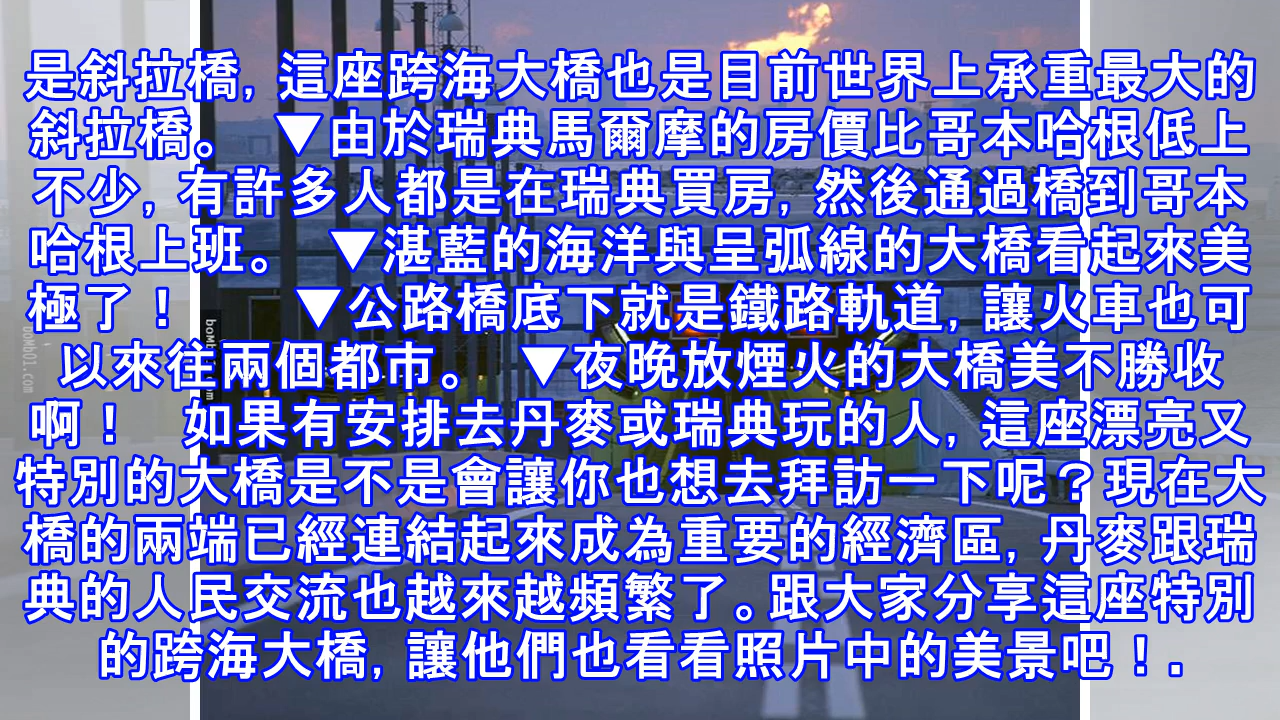 是斜拉橋, 這座跨海大橋也是目前世界上承重最大的
斜拉橋。 ▼由於瑞典馬爾摩的房價比哥本哈根低上
不少, 有許多人都是在瑞典買房, 然後通過橋到哥本
哈根上班。 ▼湛藍的海洋與呈弧線的大橋看起來美
極了！ ▼公路橋底下就是鐵路軌道, 讓火車也可
以來往兩個都市。 ▼夜晚放煙火的大橋美不勝收
啊！ 如果有安排去丹麥或瑞典玩的人, 這座漂亮又
特別的大橋是不是會讓你也想去拜訪一下呢？現在大
橋的兩端已經連結起來成為重要的經濟區, 丹麥跟瑞
典的人民交流也越來越頻繁了。跟大家分享這座特別
的跨海大橋, 讓他們也看看照片中的美景吧！.
bomb01.com